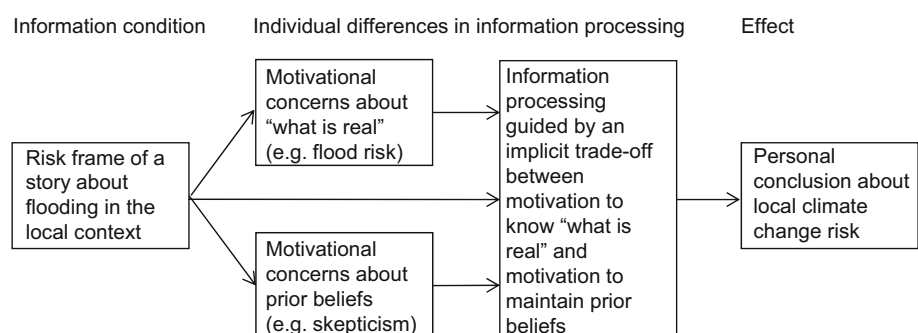 Information condition
Individual differences in information processing
Effect
Risk frame of a
story about
flooding in the
local context
Motivational
concerns about
“what is real”
(e.g. flood risk)
Motivational
concerns about
prior beliefs
(e.g. skepticism)
Information
processing
guided by an
implicit trade-off
between
motivation to
know “what is
real” and
motivation to
maintain prior
beliefs
Personal
conclusion about
local climate
change risk